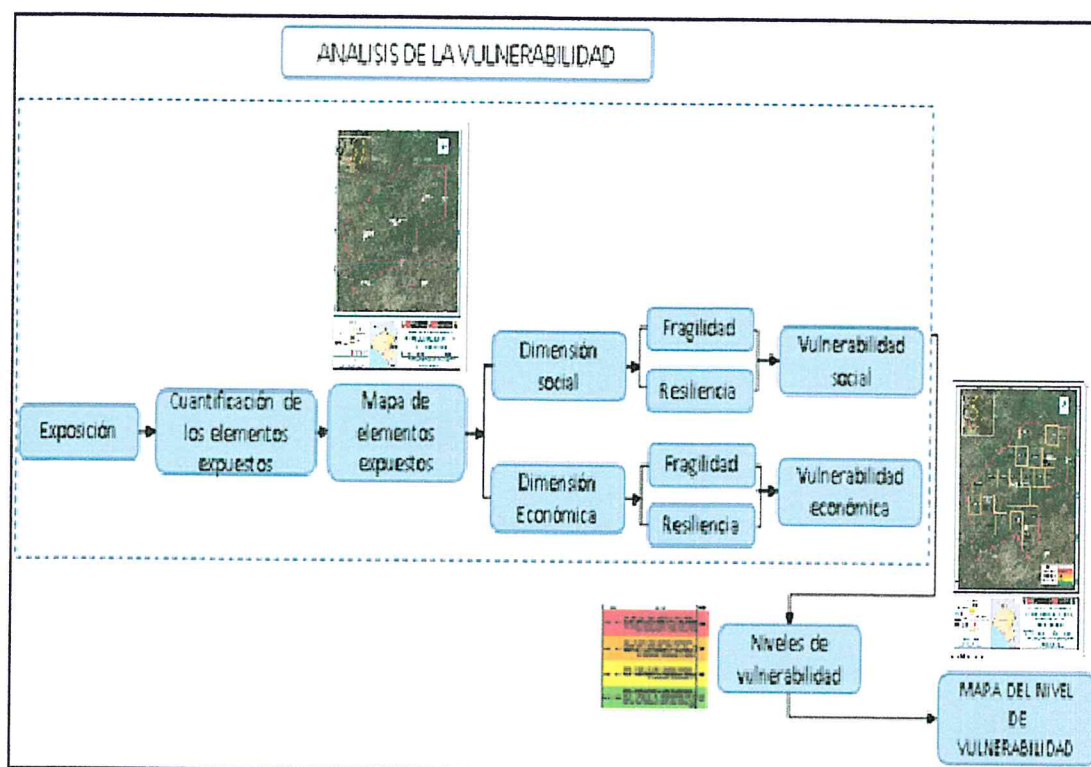 ANALISIS DE LA VULNERABILIDAD
Exposición
Cuantificación de
los elementos
expuestos
Mapa de
elementos
expuestos
Dimensión
social
Fragilidad
Resiliencia
Vulnerabilidad
social
Dimensión
Económica
Fragilidad
Resiliencia
Vulnerabilidad
económica
Niveles de
vulnerabilidad
MAPA DEL NIVEL
DE
VULNERABILIDAD